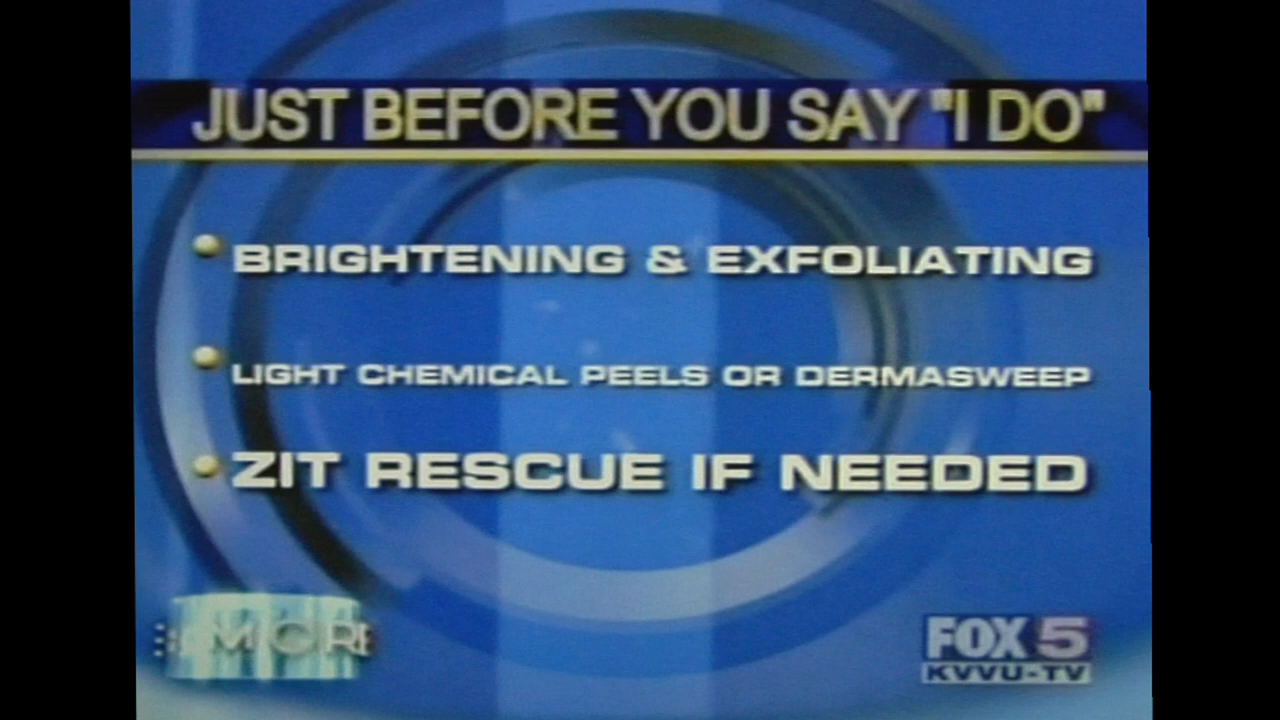 JUST BEFORE YOU SAY "I DO"
BRIGHTENING & EXFOLIATING
LIGHT CHEMICAL PEELS OR DERMASWEEP
ZIT RESCUE IF NEEDED
FOX 5
KVVU-TV